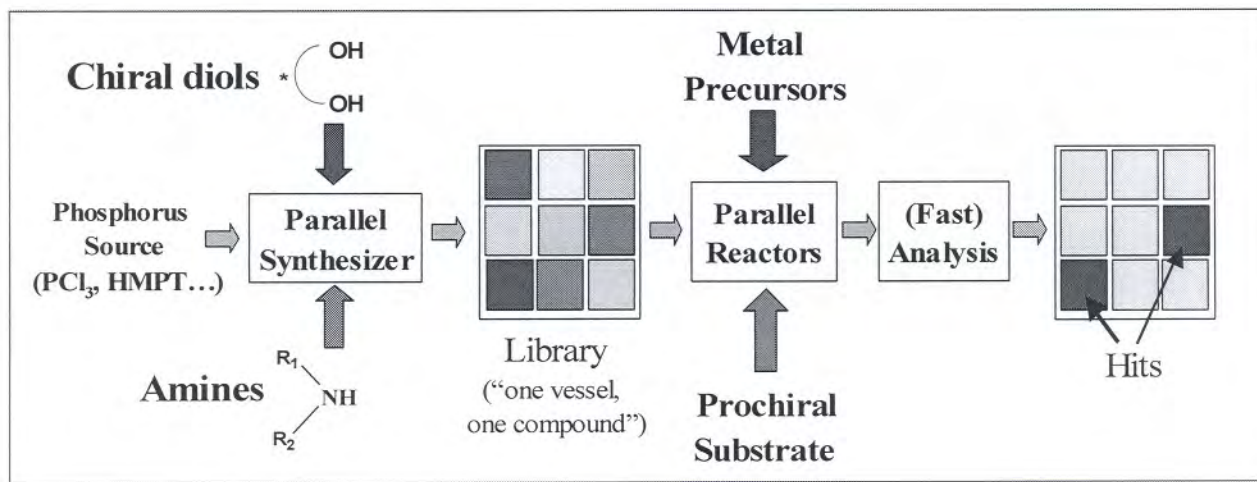 Chiral diols
*
OH
OH
Phosphorus
Source
(PCl₃, HMPT…)
Parallel
Synthesizer
Amines
R₁
NH
R₂
Library
("one vessel,
one compound")
Metal
Precursors
Parallel
Reactors
Prochiral
Substrate
(Fast)
Analysis
Hits